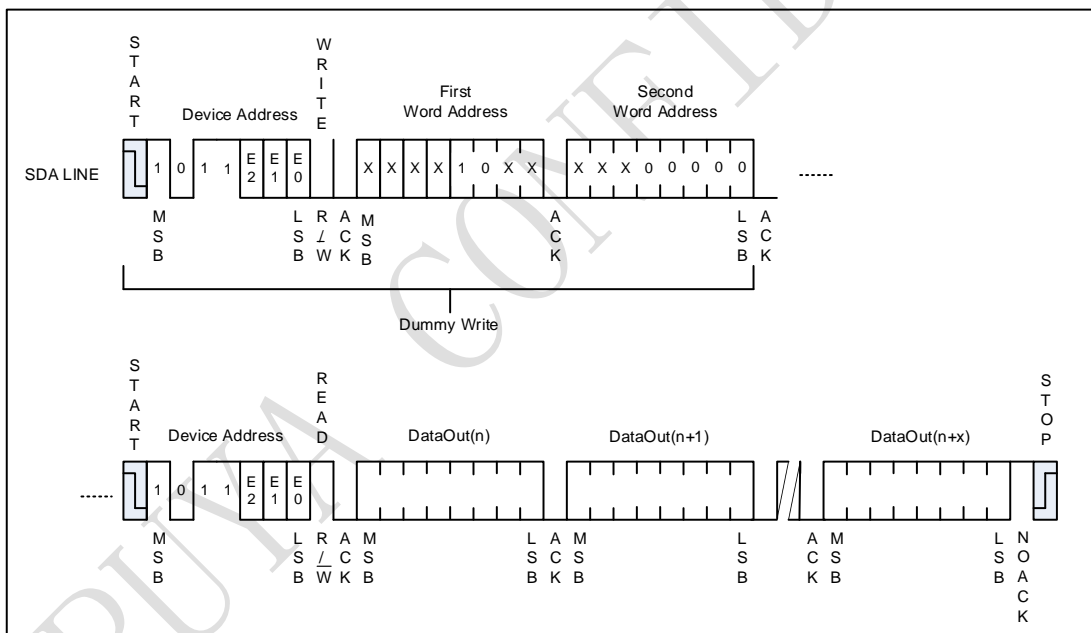 START
WRITE
Device Address
First
Word Address
Second
Word Address
SDA LINE
1 0 1 1 E2 E1 E0
X X X X 1 0 X X
X X X 0 0 0 0 0
......
MSB
LSB
R/W
ACK
MSB
ACK
LSB
ACK
Dummy Write
START
READ
STOP
Device Address
DataOut(n)
DataOut(n+1)
DataOut(n+x)
......
1 0 1 1 E2 E1 E0
MSB
LSB
R/W
ACK
MSB
LSB
ACK
MSB
LSB
ACK
MSB
LSB
NOACK
PUYA CONFID